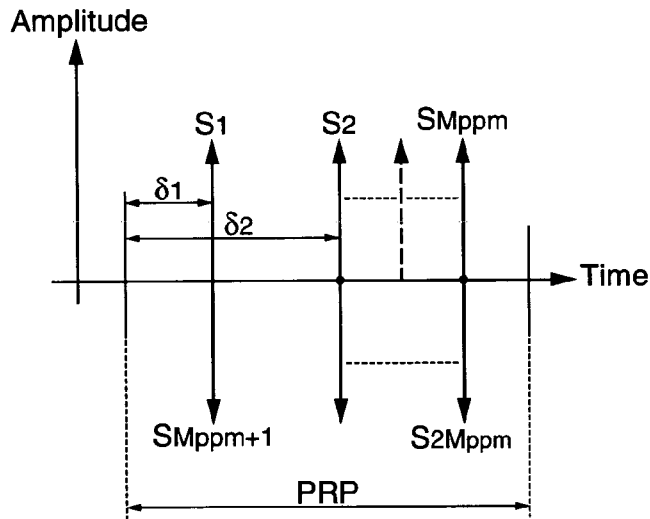 Amplitude
S1 S2 SMppm
δ1
δ2
Time
SMppm+1 S2Mppm
PRP